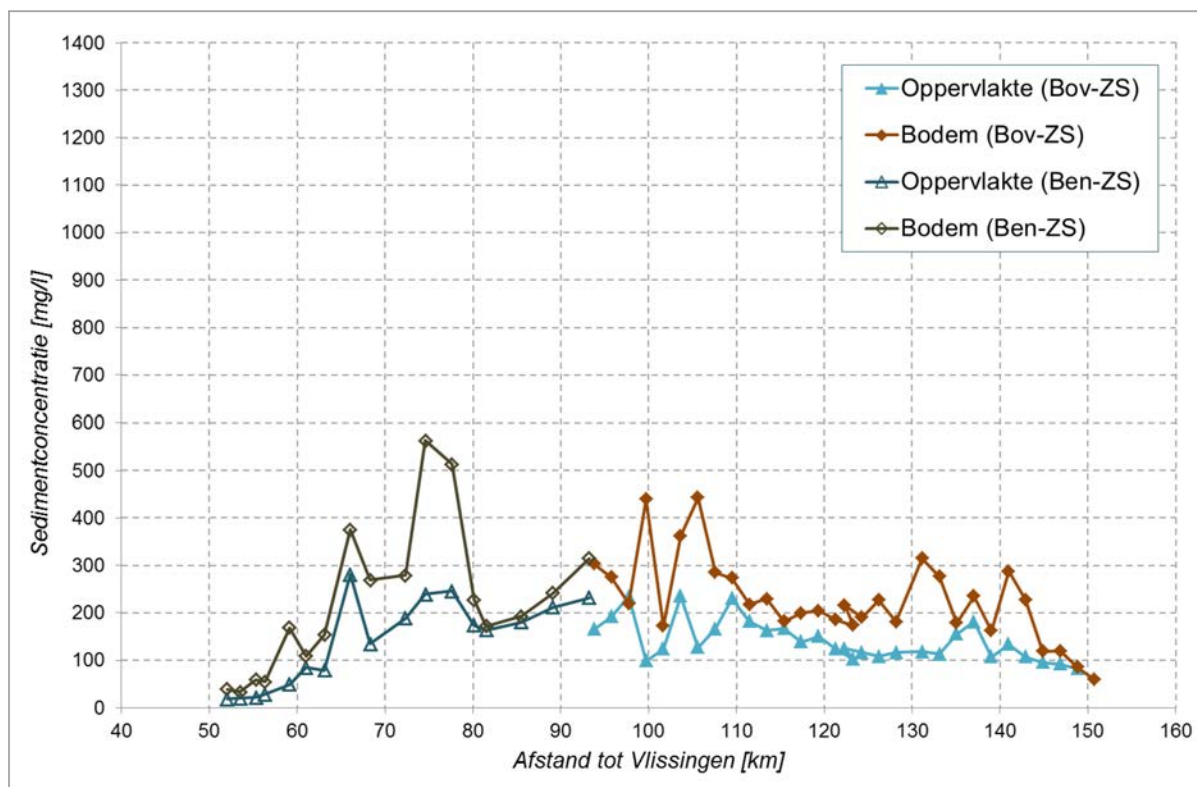 1400
1300
1200
1100
1000
900
800
700
600
500
400
300
200
100
0
Sedimentconcentratie [mg/l]
Oppervlakte (Bov-ZS)
Bodem (Bov-ZS)
Oppervlakte (Ben-ZS)
Bodem (Ben-ZS)
40 50 60 70 80 90 100 110 120 130 140 150 160
Afstand tot Vlissingen [km]